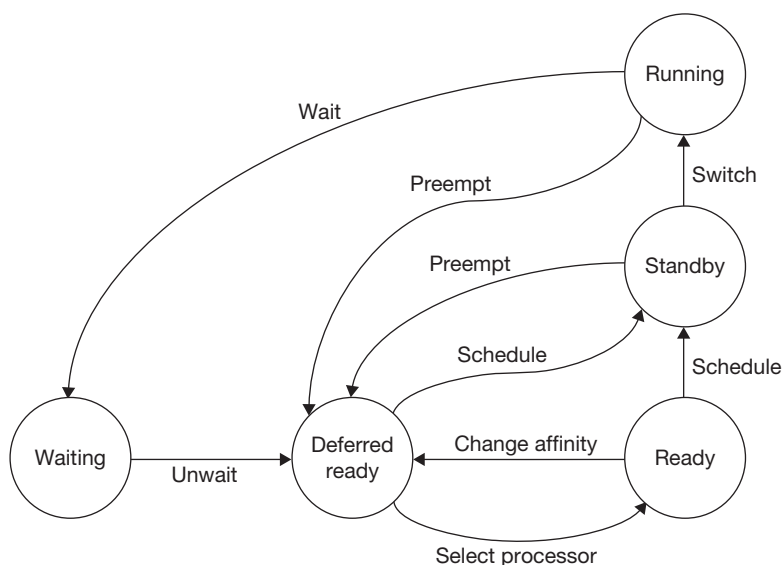 Running
Wait
Switch
Preempt
Preempt
Standby
Schedule
Schedule
Waiting
Unwait
Deferred
ready
Change affinity
Ready
Select processor